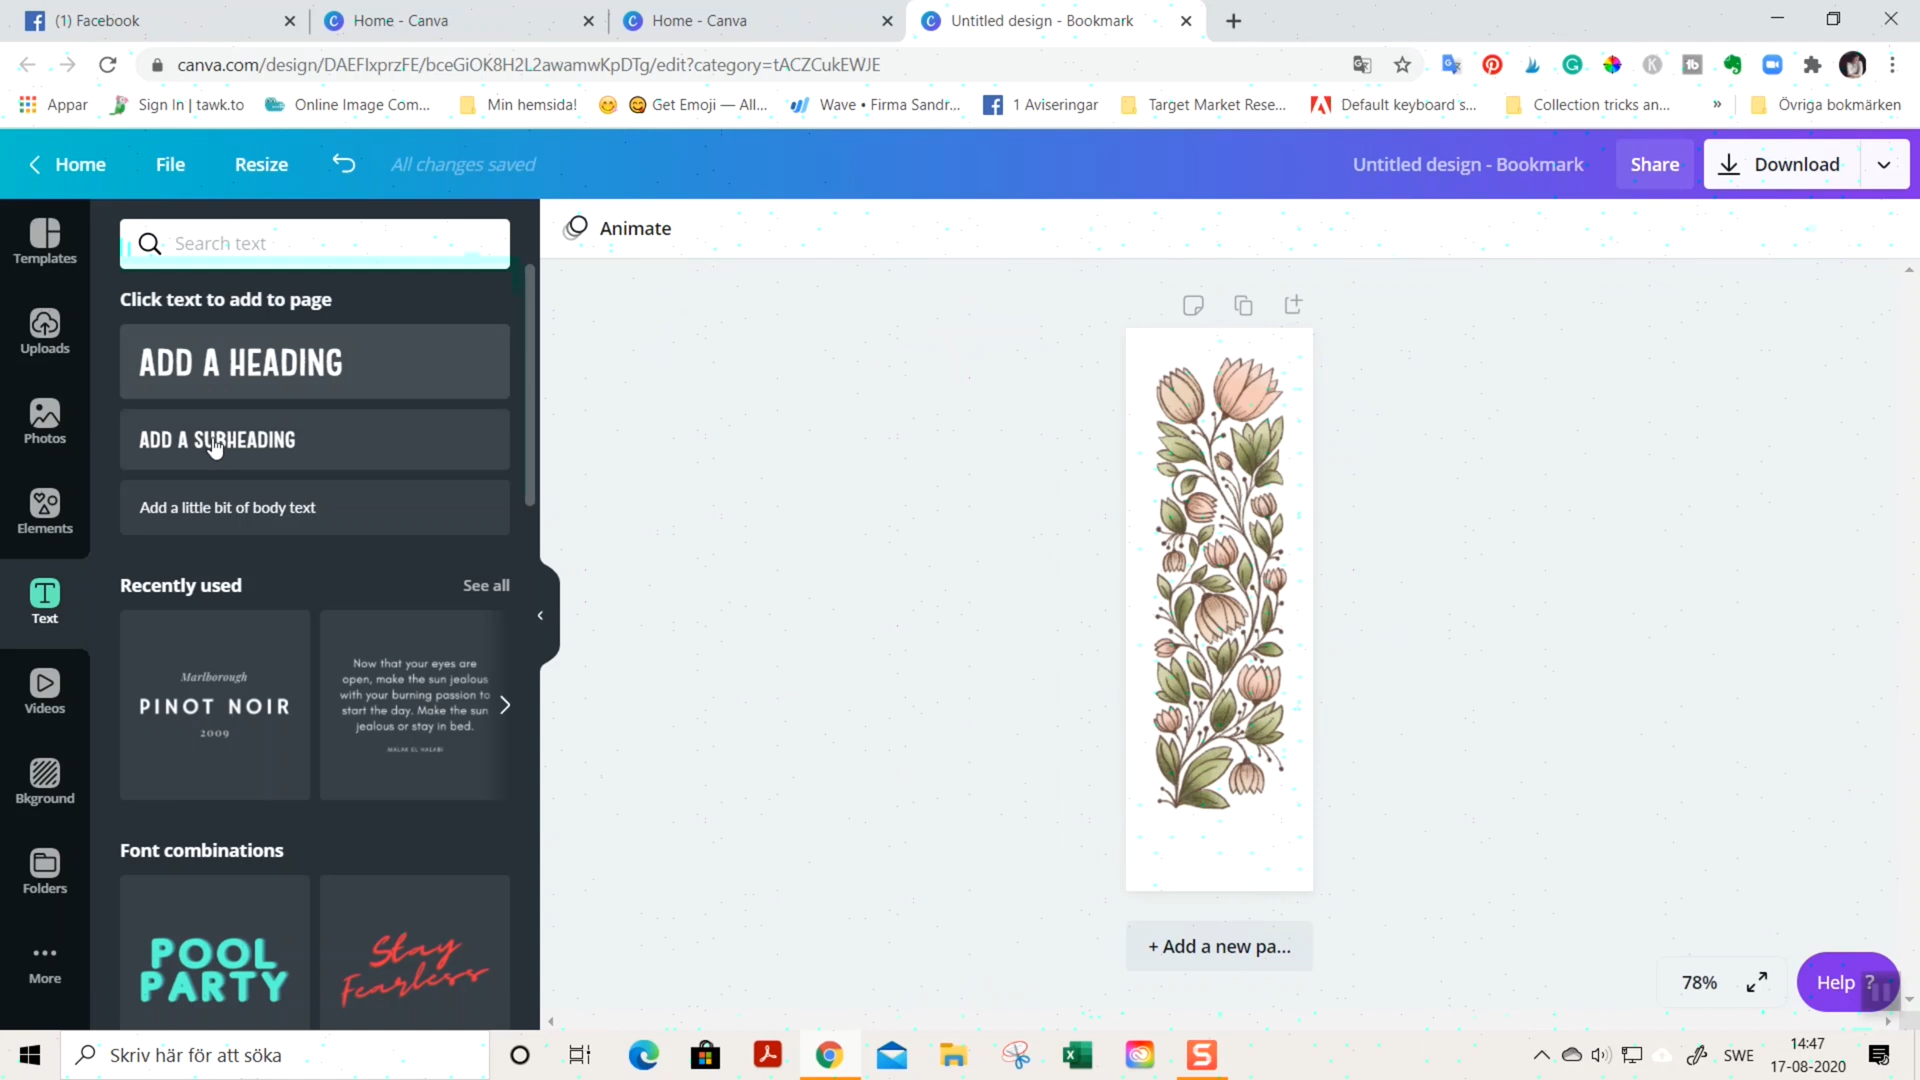 (1) Facebook
Home - Canva
Home - Canva
Untitled design - Bookmark
canva.com/design/DAEFIxprzFE/bceGiOK8H2L2awamwKpDTg/edit?category=tACZCukEWJE
Appar
Sign In | tawk.to
Online Image Com...
Min hemsida!
Get Emoji — All...
Wave • Firma Sandr...
1 Aviseringar
Target Market Rese...
Default keyboard s...
Collection tricks an...
»
Övriga bokmärken
Home
File
Resize
All changes saved
Untitled design - Bookmark
Share
Download
Templates
Uploads
Photos
Elements
Text
Videos
Bkground
Folders
More
Search text
Click text to add to page
ADD A HEADING
ADD A SUBHEADING
Add a little bit of body text
Recently used
See all
Marlborough
PINOT NOIR
2009
Now that your eyes are
open, make the sun jealous
with your burning passion to
start the day. Make the sun
jealous or stay in bed.
MALAK EL HALABI
Font combinations
POOL
PARTY
Stay
Fearless
Animate
+ Add a new pa...
78%
Help ?
Skriv här för att söka
SWE
14:47
17-08-2020